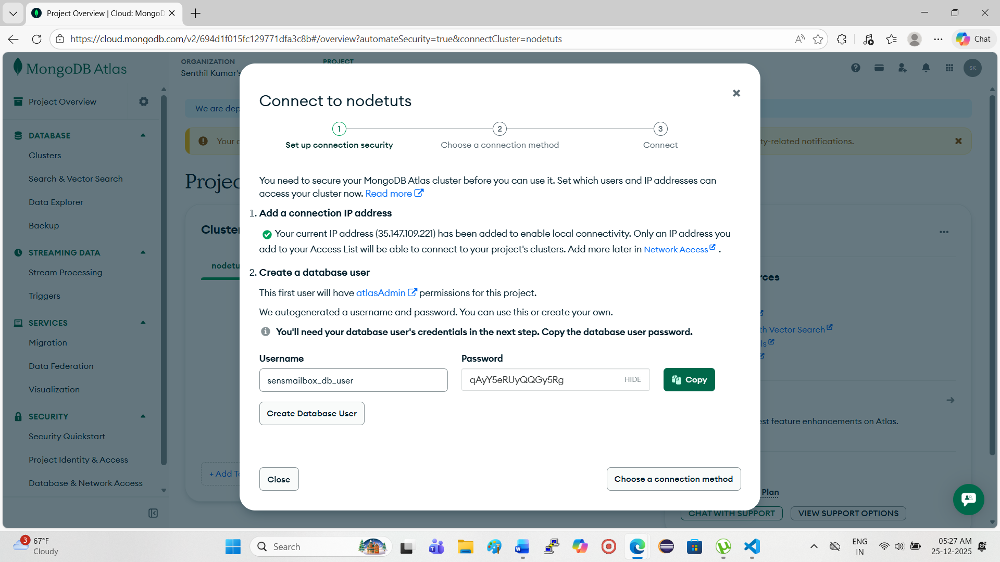 Project Overview | Cloud: MongoD
https://cloud.mongodb.com/v2/694d1f015fc129771dfa3c8b#/overview?automateSecurity=true&connectCluster=nodetuts
Chat
MongoDB Atlas
ORGANIZATION
Senthil Kumar's
PROJECT
SK
Project Overview
DATABASE
Clusters
Search & Vector Search
Data Explorer
Backup
STREAMING DATA
Stream Processing
Triggers
SERVICES
Migration
Data Federation
Visualization
SECURITY
Security Quickstart
Project Identity & Access
Database & Network Access
We are dep
Your c
ty-related notifications.
Projec
Cluster
nodetu
+ Add T
Connect to nodetuts
1
2
3
Set up connection security
Choose a connection method
Connect
You need to secure your MongoDB Atlas cluster before you can use it. Set which users and IP addresses can
access your cluster now. Read more
1. Add a connection IP address
Your current IP address (35.147.109.221) has been added to enable local connectivity. Only an IP address you
add to your Access List will be able to connect to your project's clusters. Add more later in Network Access .
2. Create a database user
This first user will have atlasAdmin permissions for this project.
We autogenerated a username and password. You can use this or create your own.
You'll need your database user's credentials in the next step. Copy the database user password.
Username
Password
sensmailbox_db_user
qAyY5eRUyQQGy5Rg
HIDE
Copy
Create Database User
Close
Choose a connection method
rces
th Vector Search
ls
est feature enhancements on Atlas.
Plan
CHAT WITH SUPPORT
VIEW SUPPORT OPTIONS
3
67°F
Cloudy
Search
ENG
IN
05:27 AM
25-12-2025